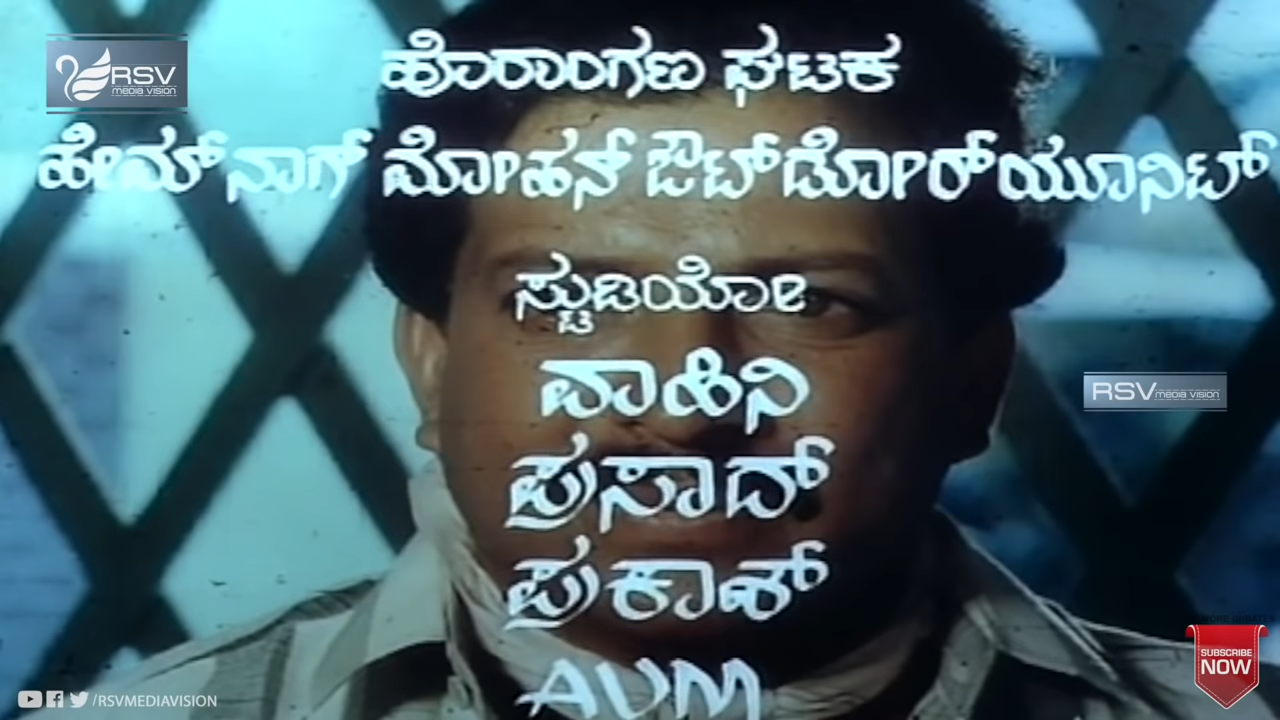 RSV
MEDIA VISION
ಹೊರಾಂಗಣ ಘಟಕ
ಹೇಮ್ ನಾಗ್ ಮೋಹನ್ ಔಟ್‌ಡೋರ್ ಯೂನಿಟ್
ಸ್ಟುಡಿಯೋ
ವಾಹಿನಿ
RSV MEDIA VISION
ಪ್ರಸಾದ್
ಪ್ರಕಾಶ್
AVM
SUBSCRIBE
NOW
/RSVMEDIAVISION